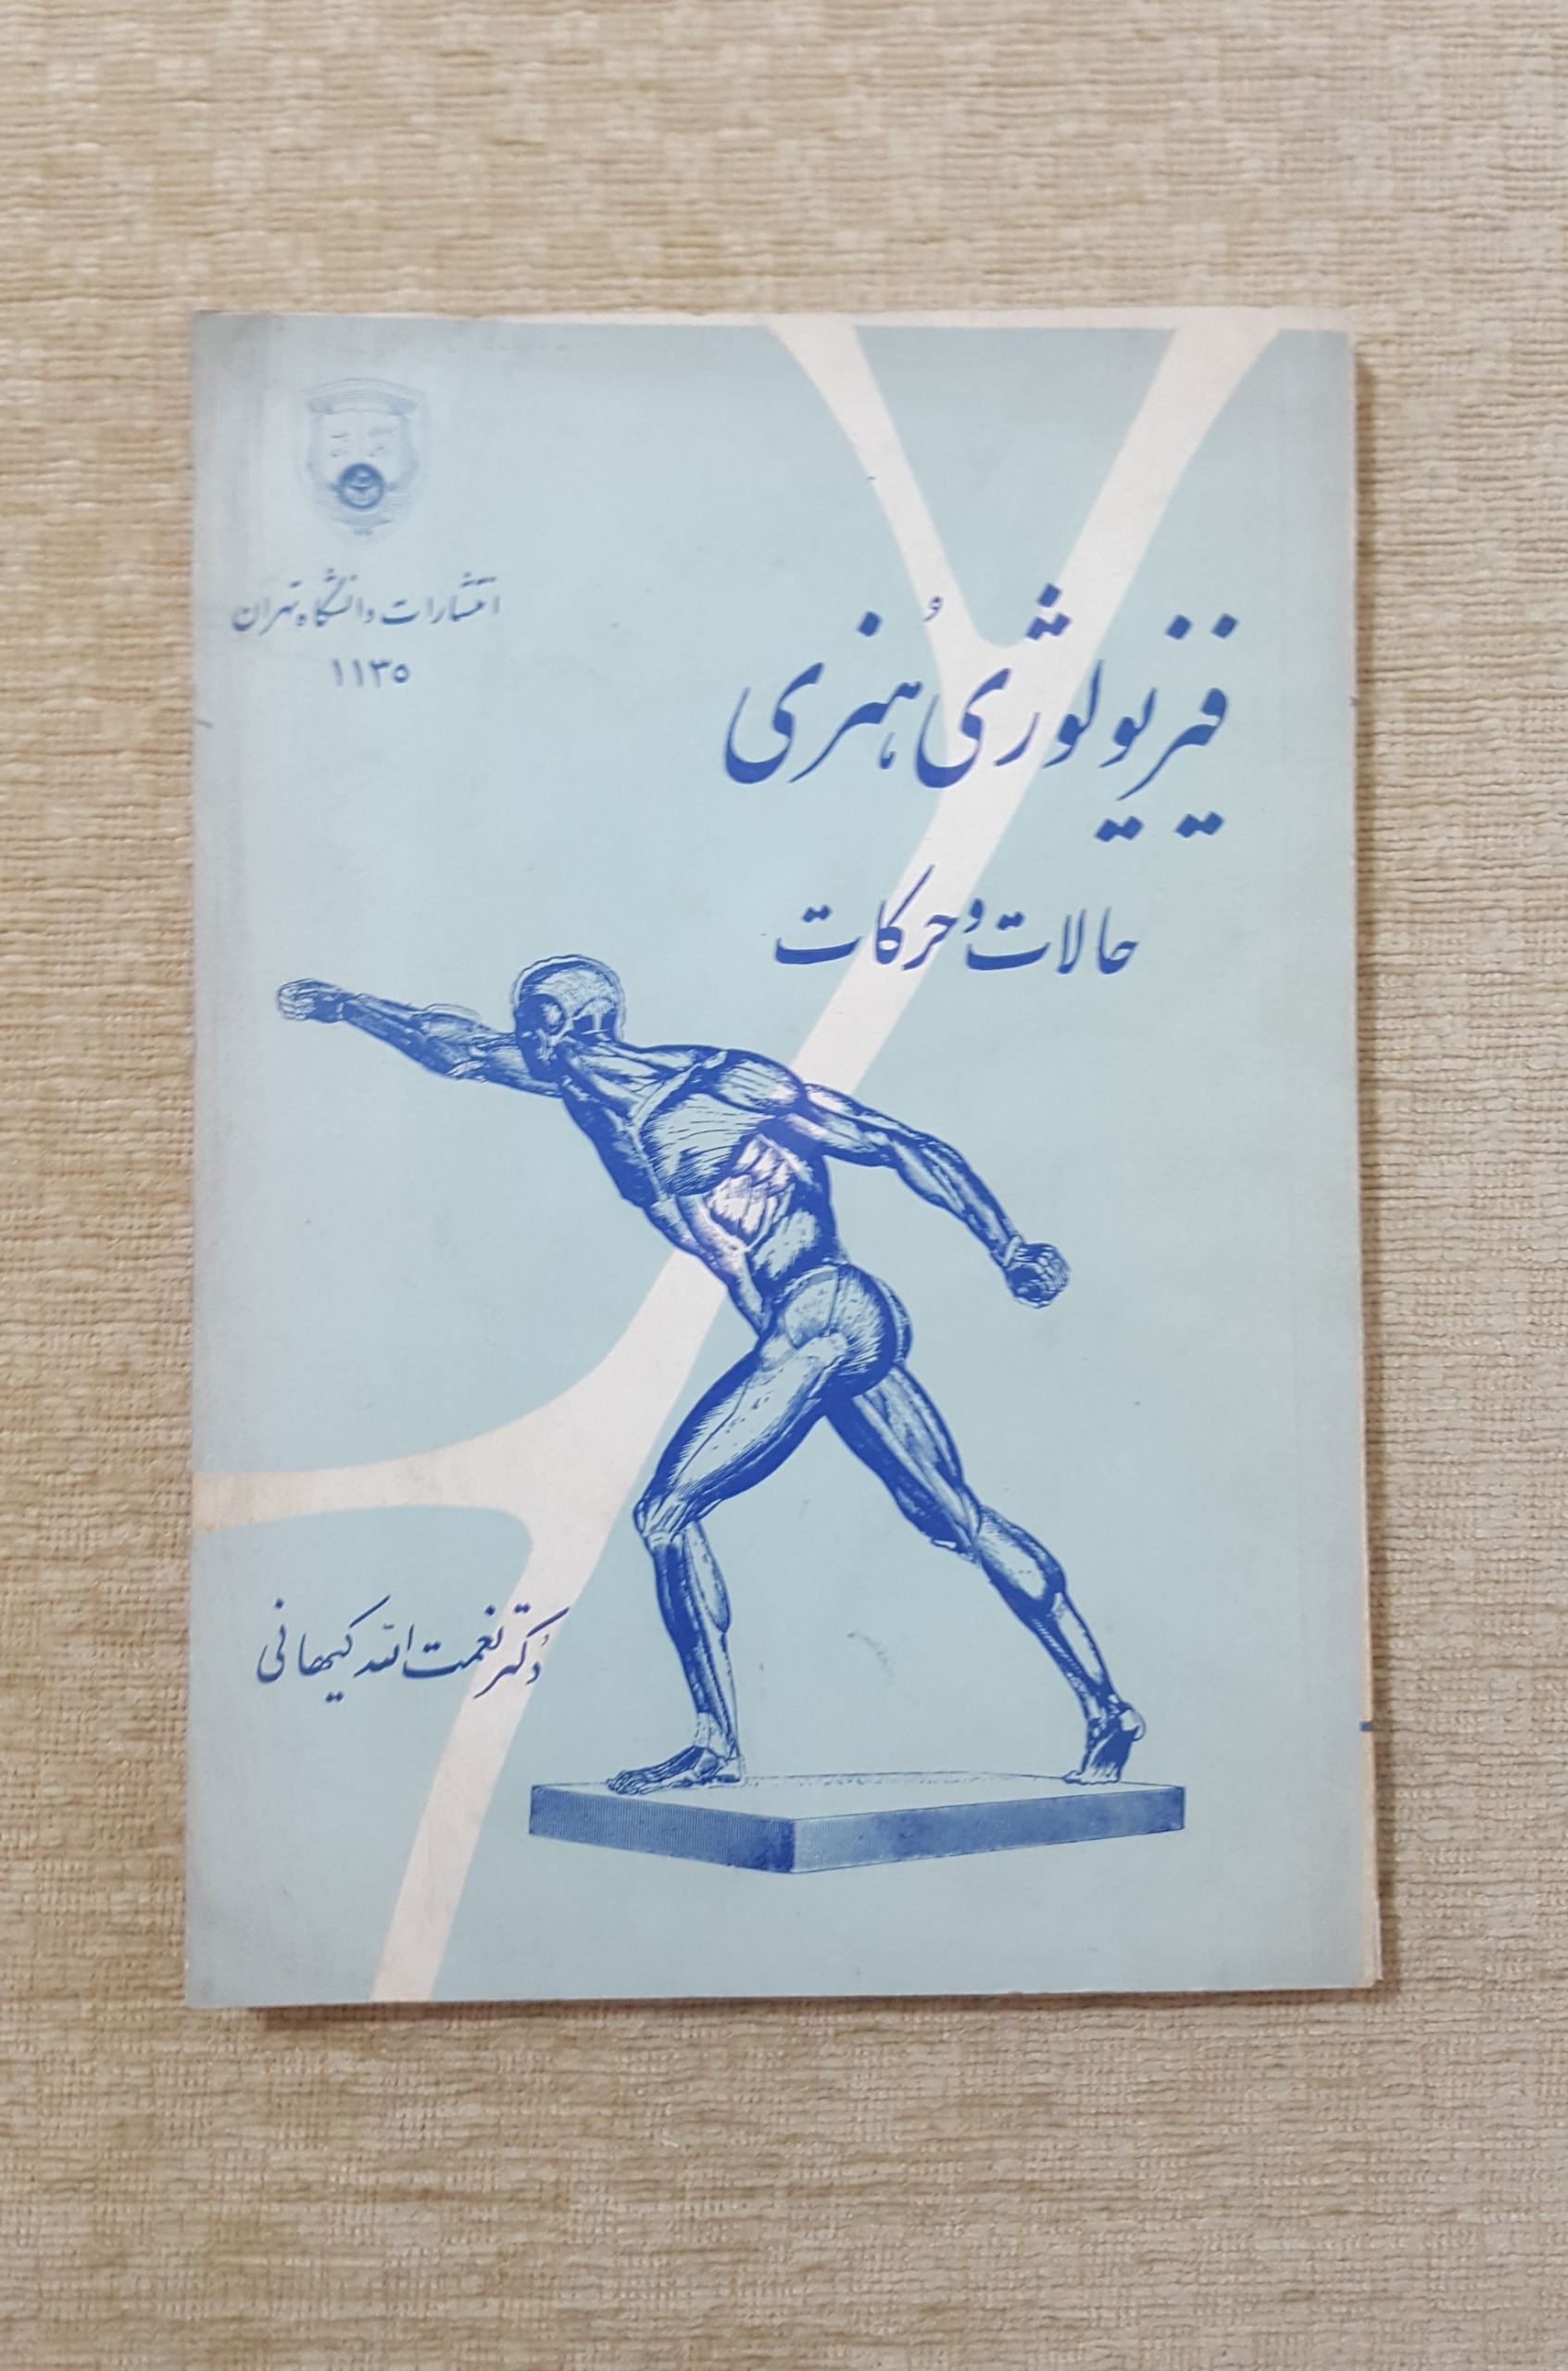 انتشارات دانشگاه تهران
۱۱۳۵
فیزیولوژی هنری
حالات و حرکات
دکتر نعمت الله کیهانی